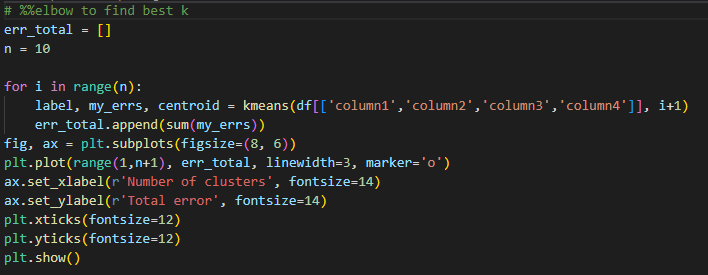 # %%elbow to find best k
err_total = []
n = 10
for i in range(n):
    label, my_errs, centroid = kmeans(df[['column1','column2','column3','column4']], i+1)
    err_total.append(sum(my_errs))
fig, ax = plt.subplots(figsize=(8, 6))
plt.plot(range(1,n+1), err_total, linewidth=3, marker='o')
ax.set_xlabel(r'Number of clusters', fontsize=14)
ax.set_ylabel(r'Total error', fontsize=14)
plt.xticks(fontsize=12)
plt.yticks(fontsize=12)
plt.show()